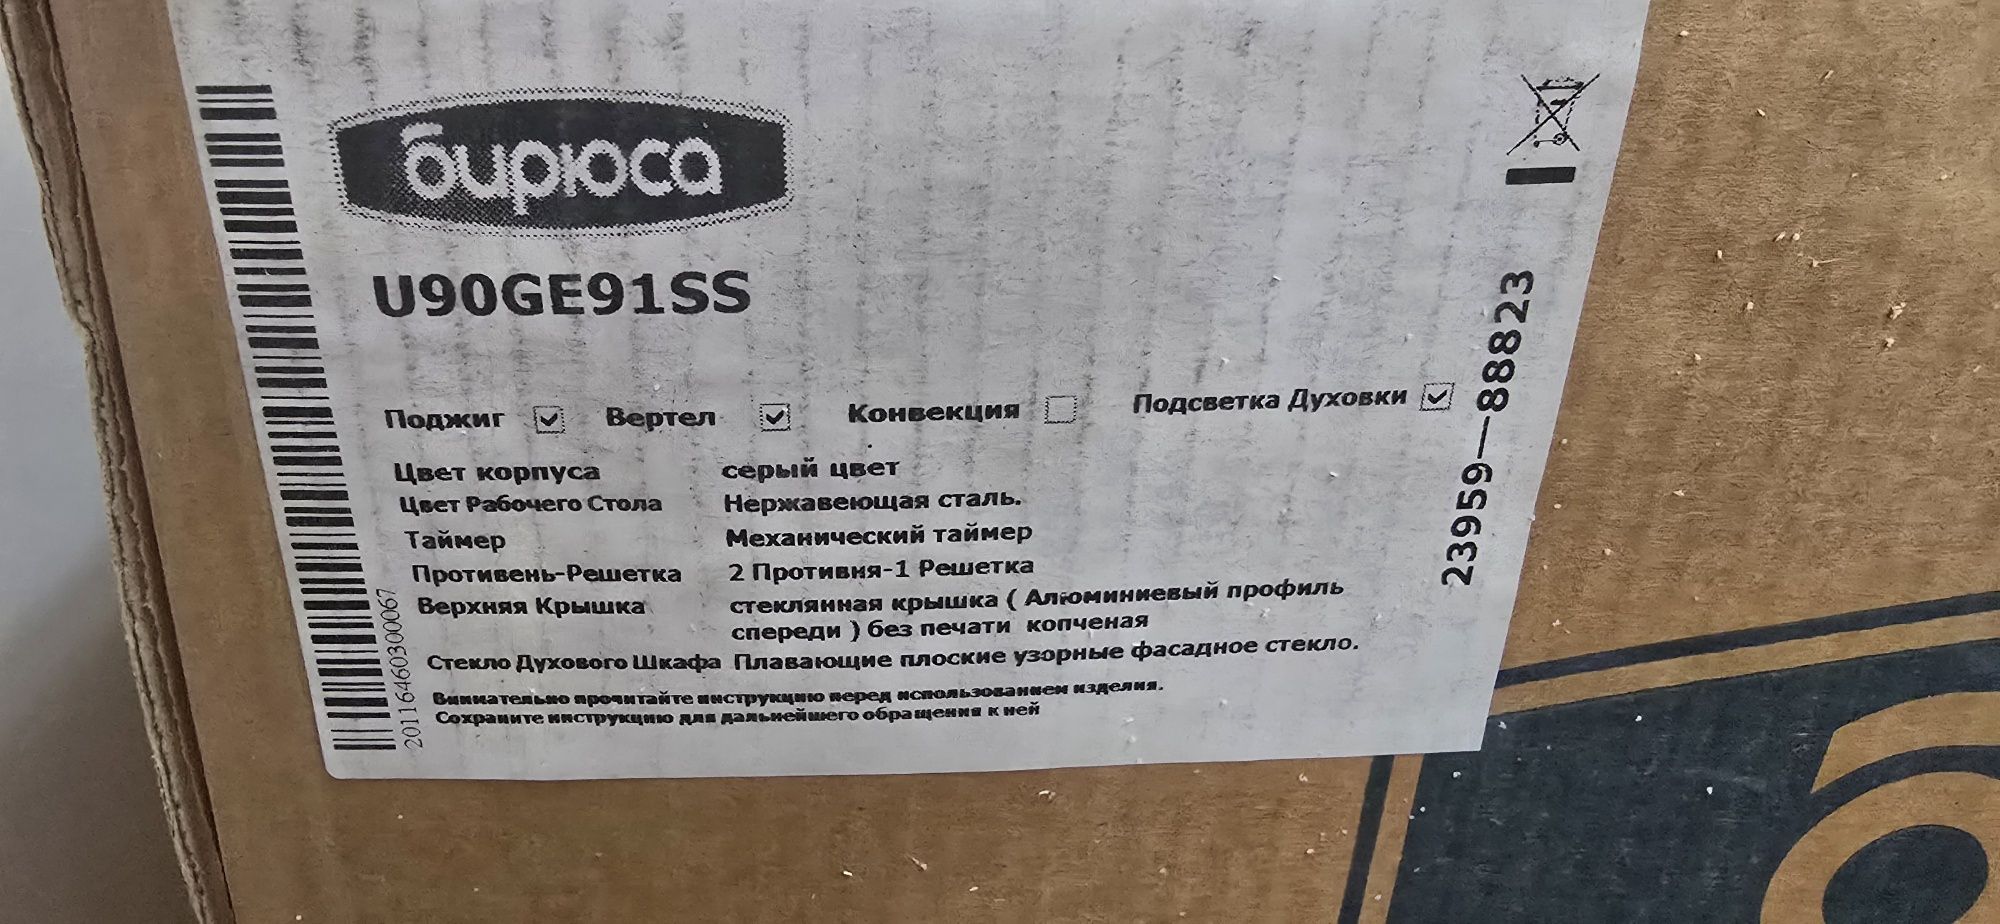 бирюса
U90GE91SS
Поджиг Вертел Конвекция Подсветка Духовки
Цвет корпуса серый цвет
Цвет Рабочего Стола Нержавеющая сталь.
Таймер Механический таймер
Противень-Решетка 2 Противня-1 Решетка
Верхняя Крышка стеклянная крышка ( Алюминиевый профиль
спереди ) без печати копченая
Стекло Духового Шкафа Плавающие плоские узорные фасадное стекло.
Внимательно прочитайте инструкцию перед использованием изделия.
Сохраните инструкцию для дальнейшего обращения к ней
20116460300067
23959—88823